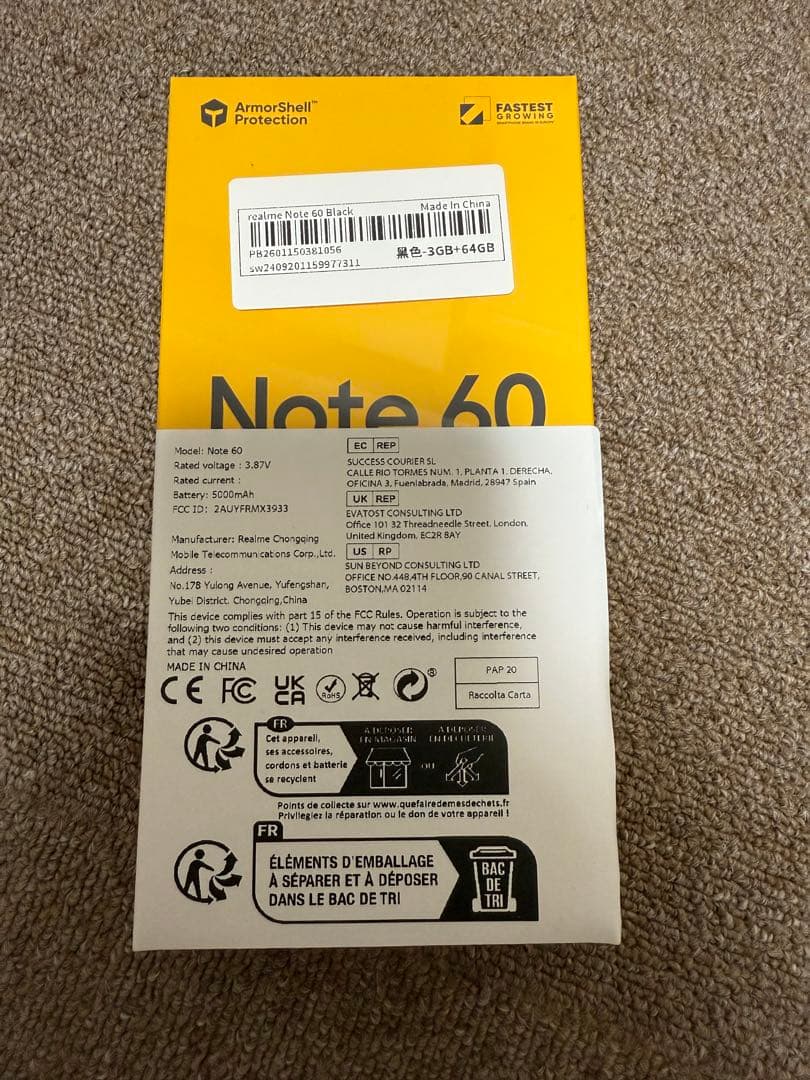 ArmorShell™
Protection
FASTEST
GROWING
realme Note 60 Black
Made In China
PB2601150381056
黑色-3GB+64GB
sw2409201159977311
Note 60
Model: Note 60
Rated voltage : 3.87V
Rated current :
Battery: 5000mAh
FCC ID: 2AUYFRMX3933
Manufacturer: Realme Chongqing
Mobile Telecommunications Corp.,Ltd.
Address :
No.178 Yulong Avenue, Yufengshan,
Yubei District, Chongqing,China
EC REP
SUCCESS COURIER SL
CALLE RIO TORMES NUM. 1, PLANTA 1. DERECHA,
OFICINA 3, Fuenlabrada, Madrid, 28947 Spain
UK REP
EVATOST CONSULTING LTD
Office 101 32 Threadneedle Street, London,
United Kingdom, EC2R 8AY
US RP
SUN BEYOND CONSULTING LTD
OFFICE NO.448,4TH FLOOR,90 CANAL STREET,
BOSTON,MA 02114
This device complies with part 15 of the FCC Rules. Operation is subject to the
following two conditions: (1) This device may not cause harmful interference,
and (2) this device must accept any interference received, including interference
that may cause undesired operation
MADE IN CHINA
CE FC UK CA RoHS
PAP 20
Raccolta Carta
FR
Cet appareil,
ses accessoires,
cordons et batterie
se recyclent
À DÉPOSER
EN MAGASIN
OU
À DÉPOSER
EN DÉCHÈTERIE
Points de collecte sur www.quefairedemesdechets.fr
Privilegiez la réparation ou le don de votre appareil !
FR
ÉLÉMENTS D'EMBALLAGE
À SÉPARER ET À DÉPOSER
DANS LE BAC DE TRI
BAC
DE
TRI